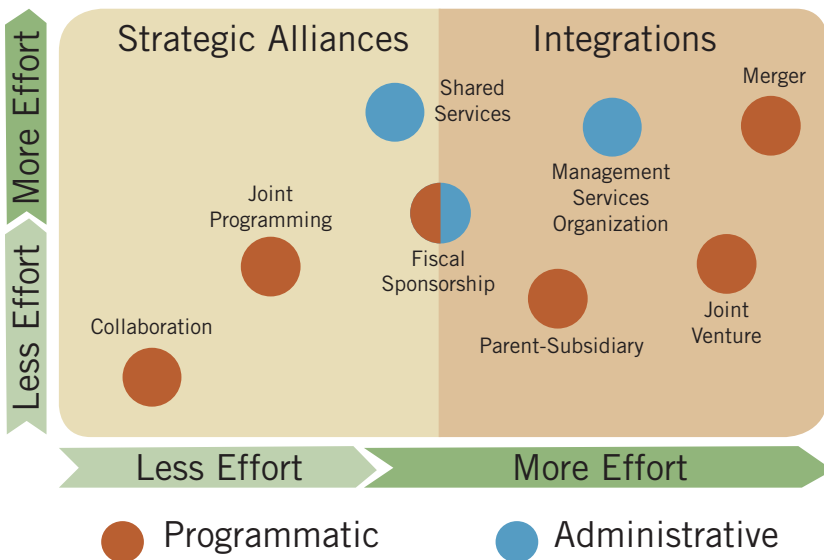 More Effort
Less Effort
Strategic Alliances
Integrations
Shared
Services
Merger
Management
Services
Organization
Joint
Programming
Fiscal
Sponsorship
Collaboration
Parent-Subsidiary
Joint
Venture
Less Effort
More Effort
Programmatic
Administrative